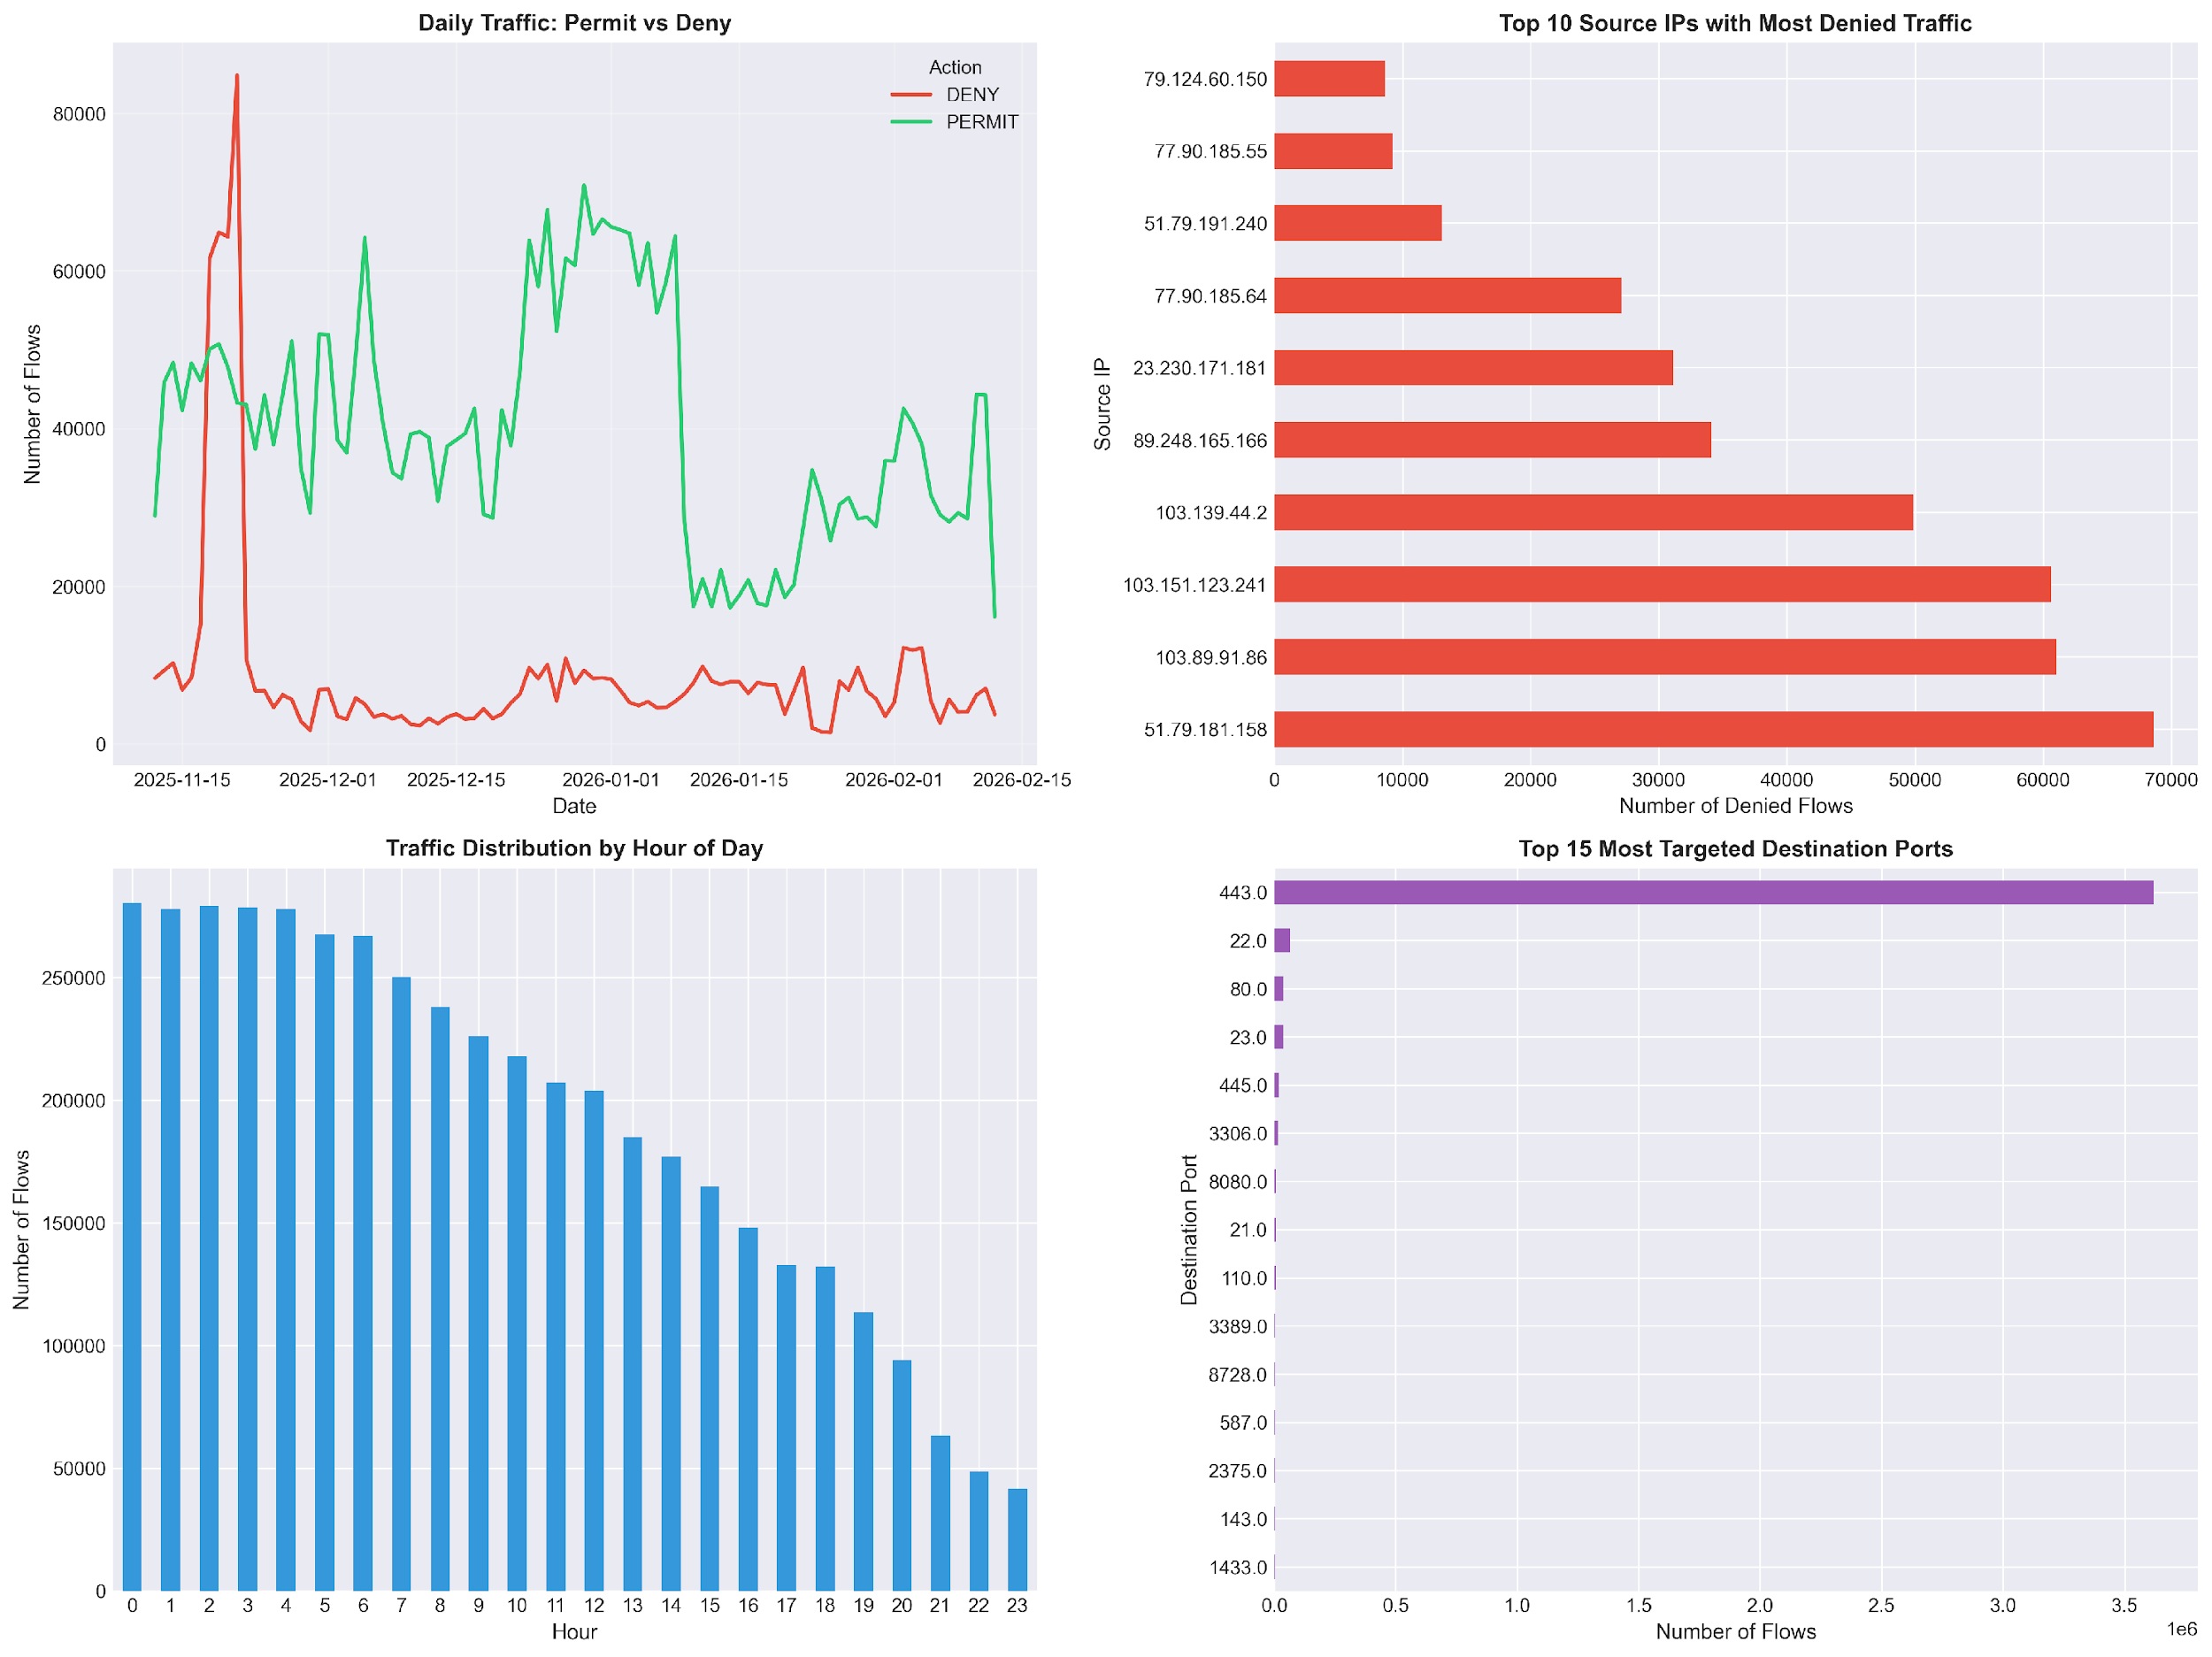 Daily Traffic: Permit vs Deny
Action
DENY
PERMIT
Number of Flows
80000
60000
40000
20000
0
2025-11-15 2025-12-01 2025-12-15 2026-01-01 2026-01-15 2026-02-01 2026-02-15
Date
Top 10 Source IPs with Most Denied Traffic
Source IP
79.124.60.150
77.90.185.55
51.79.191.240
77.90.185.64
23.230.171.181
89.248.165.166
103.139.44.2
103.151.123.241
103.89.91.86
51.79.181.158
0 10000 20000 30000 40000 50000 60000 70000
Number of Denied Flows
Traffic Distribution by Hour of Day
Number of Flows
250000
200000
150000
100000
50000
0
0 1 2 3 4 5 6 7 8 9 10 11 12 13 14 15 16 17 18 19 20 21 22 23
Hour
Top 15 Most Targeted Destination Ports
Destination Port
443.0
22.0
80.0
23.0
445.0
3306.0
8080.0
21.0
110.0
3389.0
8728.0
587.0
2375.0
143.0
1433.0
0.0 0.5 1.0 1.5 2.0 2.5 3.0 3.5
1e6
Number of Flows